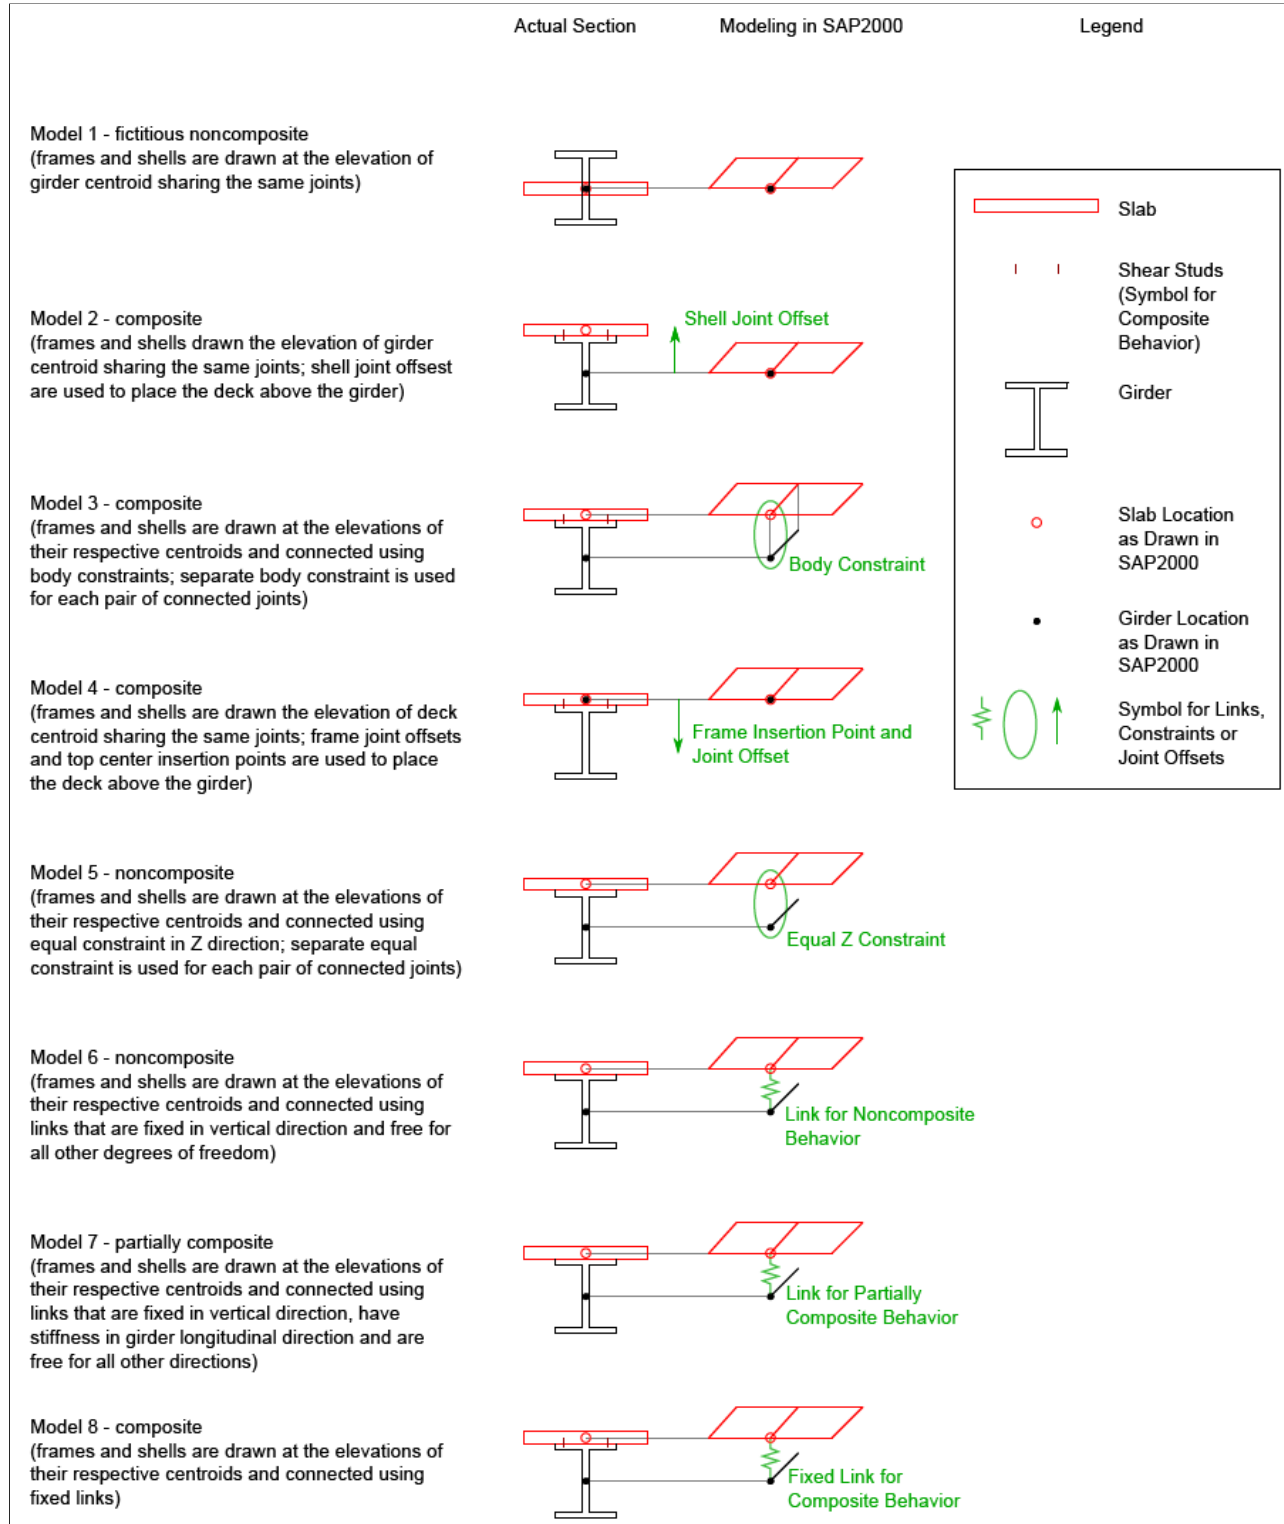 Actual Section
Modeling in SAP2000
Legend
Model 1 - fictitious noncomposite
(frames and shells are drawn at the elevation of
girder centroid sharing the same joints)
Model 2 - composite
(frames and shells drawn the elevation of girder
centroid sharing the same joints; shell joint offsest
are used to place the deck above the girder)
Shell Joint Offset
Model 3 - composite
(frames and shells are drawn at the elevations of
their respective centroids and connected using
body constraints; separate body constraint is used
for each pair of connected joints)
Body Constraint
Model 4 - composite
(frames and shells are drawn the elevation of deck
centroid sharing the same joints; frame joint offsets
and top center insertion points are used to place
the deck above the girder)
Frame Insertion Point and
Joint Offset
Model 5 - noncomposite
(frames and shells are drawn at the elevations of
their respective centroids and connected using
equal constraint in Z direction; separate equal
constraint is used for each pair of connected joints)
Equal Z Constraint
Model 6 - noncomposite
(frames and shells are drawn at the elevations of
their respective centroids and connected using
links that are fixed in vertical direction and free for
all other degrees of freedom)
Link for Noncomposite
Behavior
Model 7 - partially composite
(frames and shells are drawn at the elevations of
their respective centroids and connected using
links that are fixed in vertical direction, have
stiffness in girder longitudinal direction and are
free for all other directions)
Link for Partially
Composite Behavior
Model 8 - composite
(frames and shells are drawn at the elevations of
their respective centroids and connected using
fixed links)
Fixed Link for
Composite Behavior
Slab
Shear Studs
(Symbol for
Composite
Behavior)
Girder
Slab Location
as Drawn in
SAP2000
Girder Location
as Drawn in
SAP2000
Symbol for Links,
Constraints or
Joint Offsets